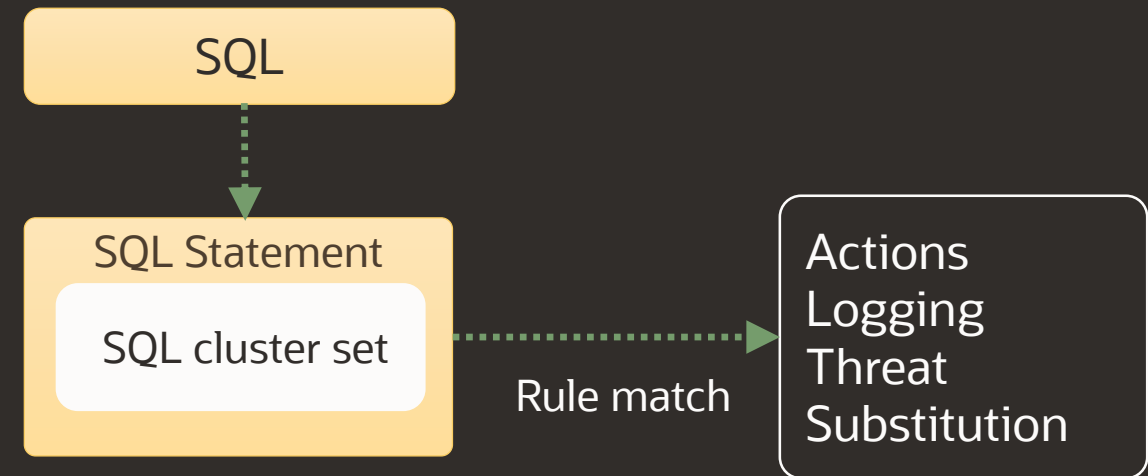 SQL
SQL Statement
SQL cluster set
Rule match
Actions
Logging
Threat
Substitution